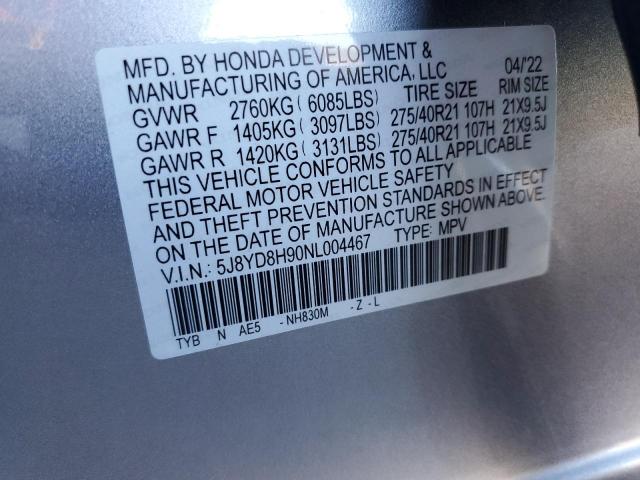 MFD. BY HONDA DEVELOPMENT &
MANUFACTURING OF AMERICA, LLC 04/'22
GVWR 2760KG ( 6085LBS) TIRE SIZE RIM SIZE
GAWR F 1405KG ( 3097LBS) 275/40R21 107H 21X9.5J
GAWR R 1420KG ( 3131LBS) 275/40R21 107H 21X9.5J
THIS VEHICLE CONFORMS TO ALL APPLICABLE
FEDERAL MOTOR VEHICLE SAFETY
AND THEFT PREVENTION STANDARDS IN EFFECT
ON THE DATE OF MANUFACTURE SHOWN ABOVE.
V.I.N.: 5J8YD8H90NL004467 TYPE: MPV
TYB N AE5 - NH830M - Z - L